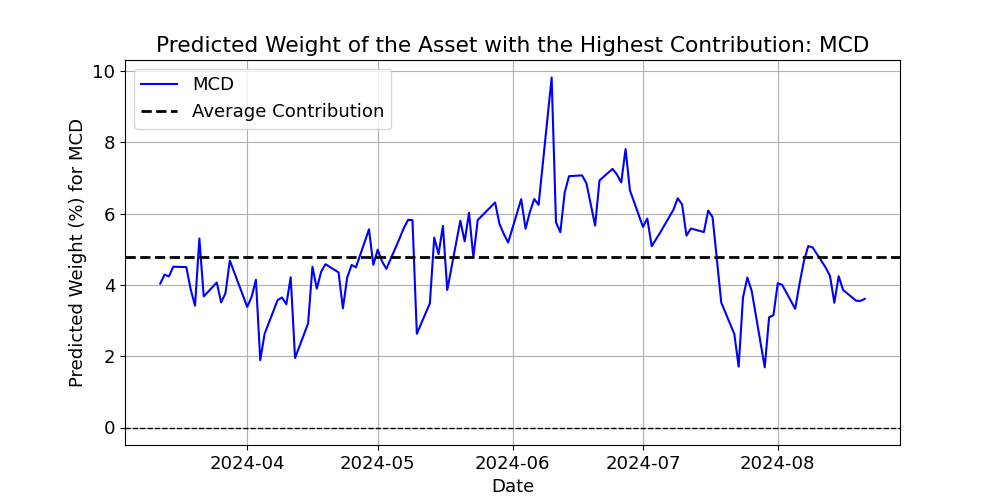 Predicted Weight of the Asset with the Highest Contribution: MCD
MCD
Average Contribution
Predicted Weight (%) for MCD
10
8
6
4
2
0
2024-04
2024-05
2024-06
2024-07
2024-08
Date